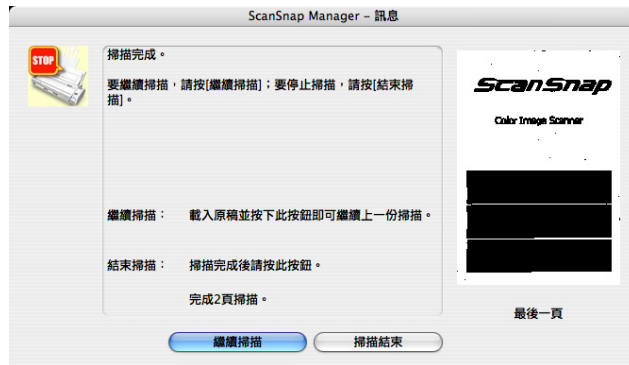 ScanSnap Manager – 訊息
STOP
掃描完成。
要繼續掃描，請按[繼續掃描]；要停止掃描，請按[結束掃
描]。
ScanSnap
Color Image Scanner
繼續掃描： 載入原稿並按下此按鈕即可繼續上一份掃描。
結束掃描： 掃描完成後請按此按鈕。
完成2頁掃描。
最後一頁
繼續掃描 掃描結束